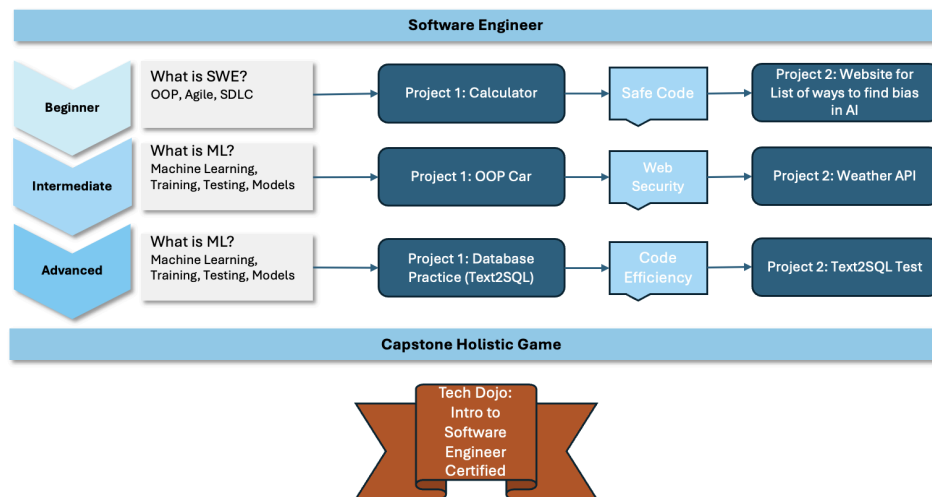 Software Engineer
Beginner
What is SWE?
OOP, Agile, SDLC
Project 1: Calculator
Safe Code
Project 2: Website for
List of ways to find bias
in AI
Intermediate
What is ML?
Machine Learning,
Training, Testing, Models
Project 1: OOP Car
Web
Security
Project 2: Weather API
Advanced
What is ML?
Machine Learning,
Training, Testing, Models
Project 1: Database
Practice (Text2SQL)
Code
Efficiency
Project 2: Text2SQL Test
Capstone Holistic Game
Tech Dojo:
Intro to
Software
Engineer
Certified